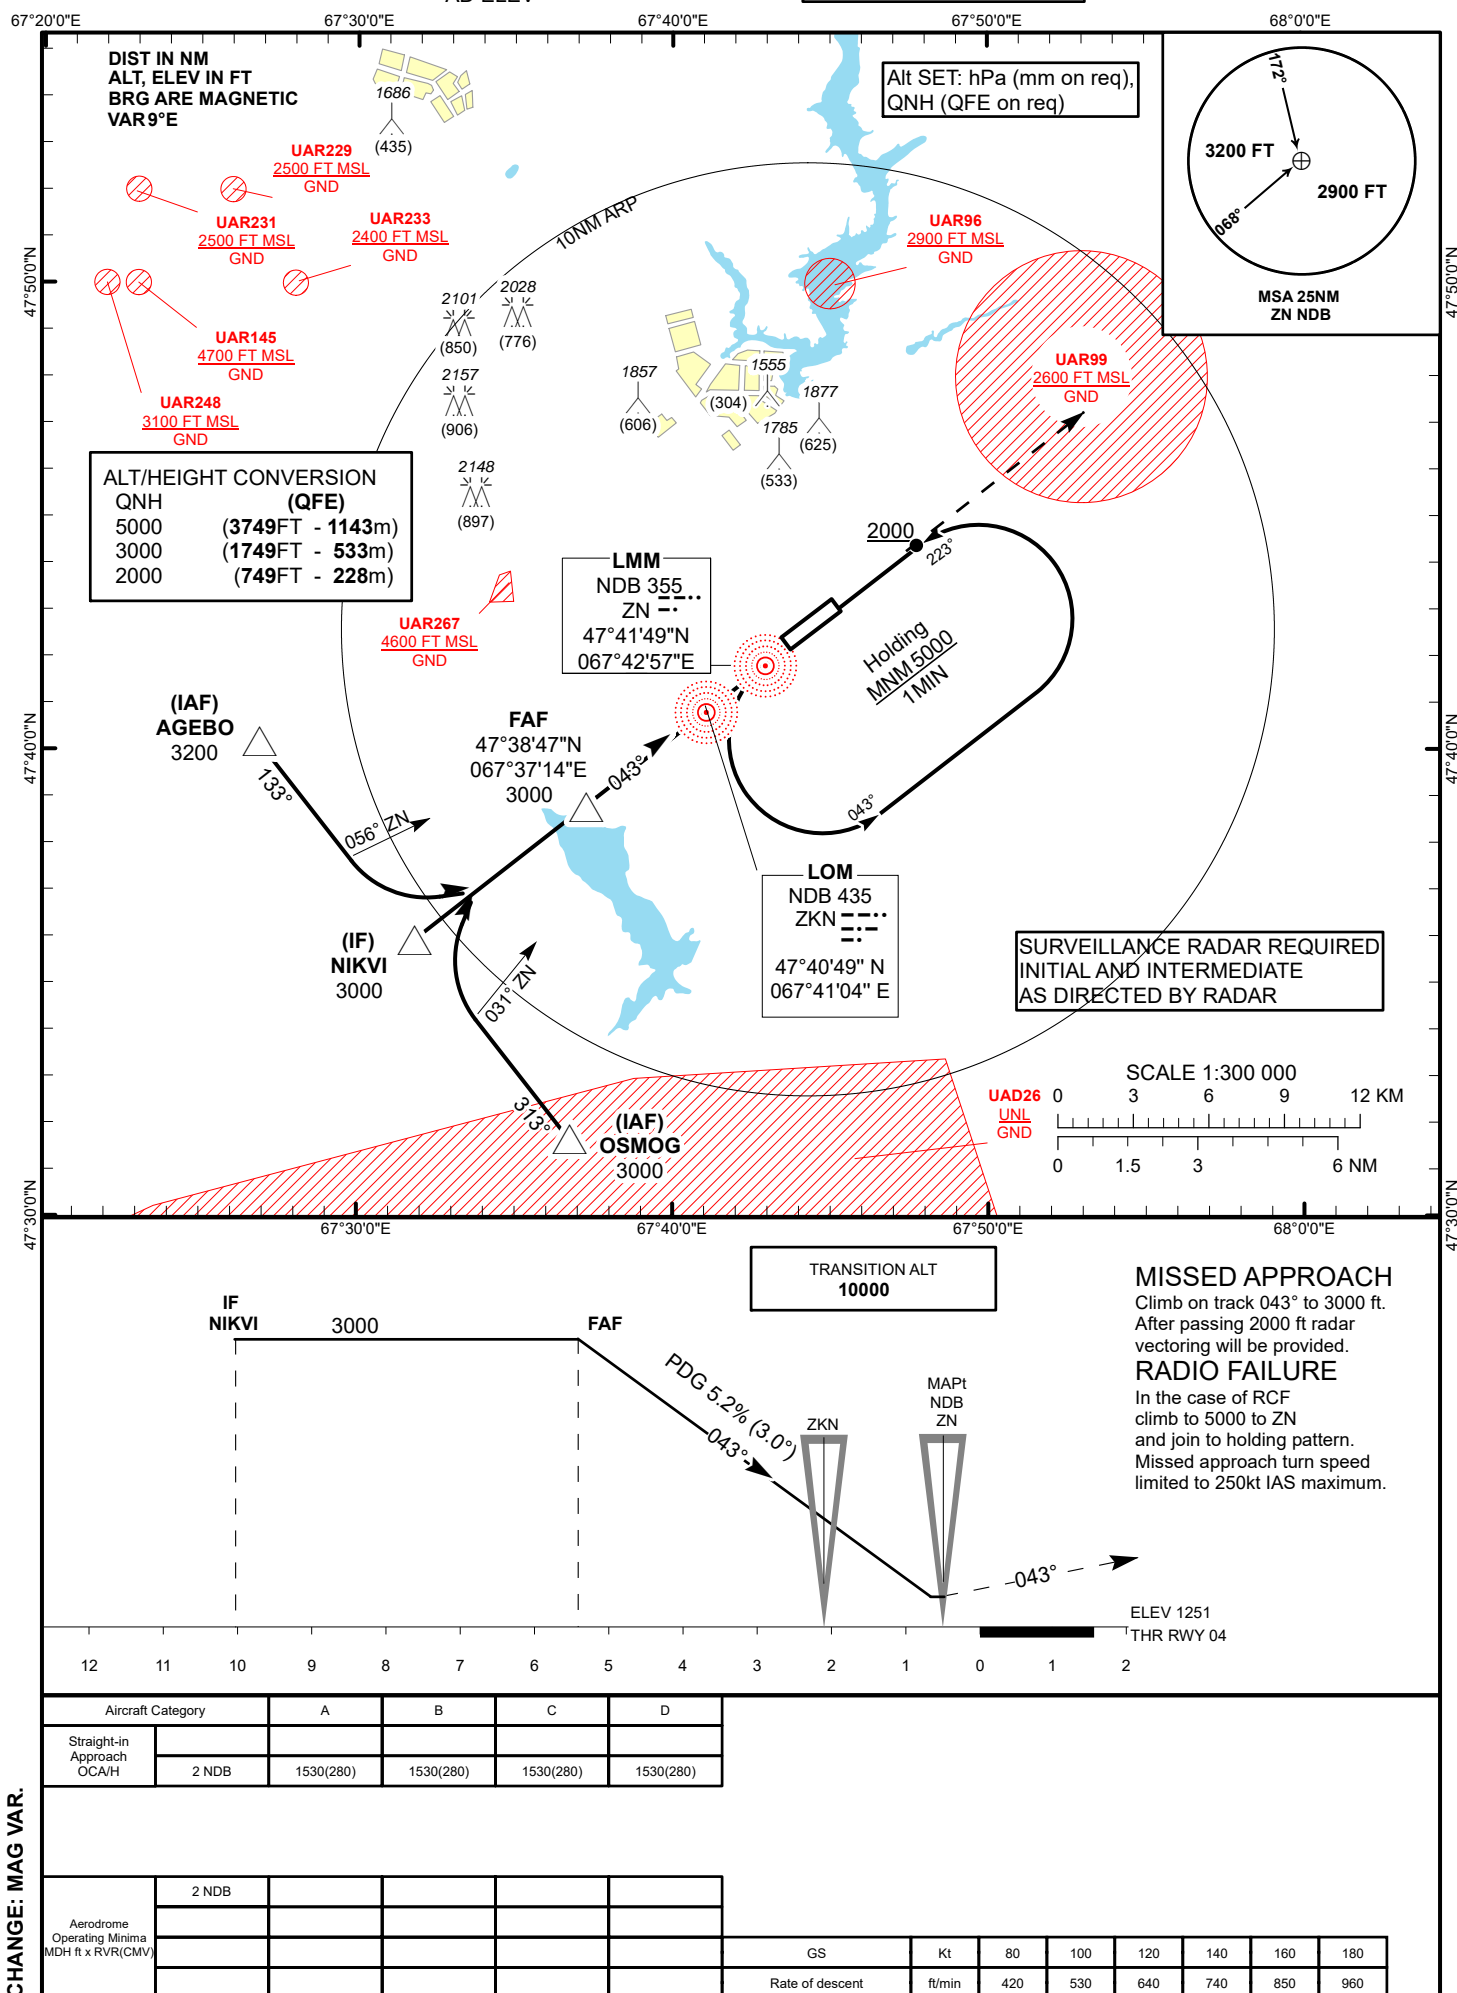 AD ELEV
67°20'0"E
67°30'0"E
67°40'0"E
67°50'0"E
68°0'0"E
DIST IN NM
ALT, ELEV IN FT
BRG ARE MAGNETIC
VAR 9°E
1686
(435)
Alt SET: hPa (mm on req),
QNH (QFE on req)
172°
3200 FT
2900 FT
068°
MSA 25NM
ZN NDB
UAR229
2500 FT MSL
GND
UAR231
2500 FT MSL
GND
UAR233
2400 FT MSL
GND
10NM ARP
UAR96
2900 FT MSL
GND
47°50'0"N
47°50'0"N
2101
(850)
2028
(776)
UAR145
4700 FT MSL
GND
UAR248
3100 FT MSL
GND
2157
(906)
1857
(606)
1555
(304)
1877
(625)
1785
(533)
UAR99
2600 FT MSL
GND
2148
(897)
ALT/HEIGHT CONVERSION
QNH (QFE)
5000 (3749FT - 1143m)
3000 (1749FT - 533m)
2000 (749FT - 228m)
2000
223°
LMM
NDB 355
ZN
47°41'49"N
067°42'57"E
UAR267
4600 FT MSL
GND
Holding
MNM 5000
1MIN
(IAF)
AGEBO
3200
FAF
47°38'47"N
067°37'14"E
3000
043°
47°40'0"N
47°40'0"N
133°
056° ZN
043°
LOM
NDB 435
ZKN
47°40'49" N
067°41'04" E
(IF)
NIKVI
3000
031° ZN
SURVEILLANCE RADAR REQUIRED
INITIAL AND INTERMEDIATE
AS DIRECTED BY RADAR
313°
(IAF)
OSMOG
3000
UAD26
UNL
GND
SCALE 1:300 000
0 3 6 9 12 KM
0 1.5 3 6 NM
47°30'0"N
47°30'0"N
67°30'0"E
67°40'0"E
67°50'0"E
68°0'0"E
TRANSITION ALT
10000
MISSED APPROACH
Climb on track 043° to 3000 ft.
After passing 2000 ft radar
vectoring will be provided.
RADIO FAILURE
In the case of RCF
climb to 5000 to ZN
and join to holding pattern.
Missed approach turn speed
limited to 250kt IAS maximum.
IF
NIKVI
3000
FAF
PDG 5.2% (3.0°)
043°
ZKN
MAPt
NDB
ZN
043°
ELEV 1251
THR RWY 04
12 11 10 9 8 7 6 5 4 3 2 1 0 1 2
Aircraft Category A B C D
Straight-in
Approach
OCA/H
2 NDB 1530(280) 1530(280) 1530(280) 1530(280)
2 NDB
Aerodrome
Operating Minima
MDH ft x RVR(CMV)
GS Kt 80 100 120 140 160 180
Rate of descent ft/min 420 530 640 740 850 960
CHANGE: MAG VAR.